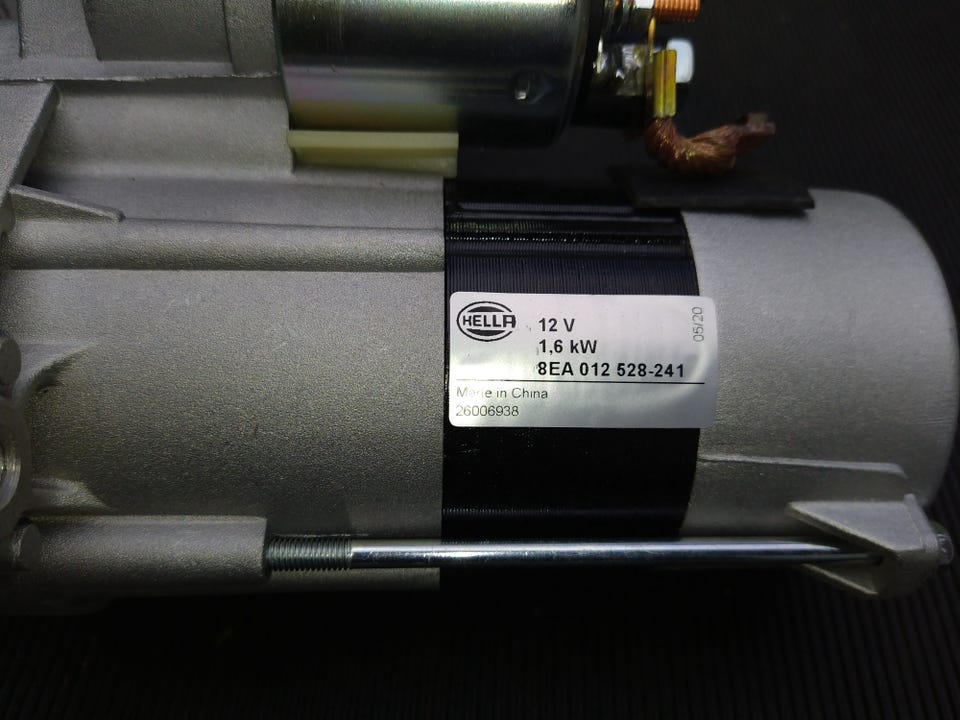 HELLA
12 V
1,6 kW
8EA 012 528-241
Made in China
26006938
05/20